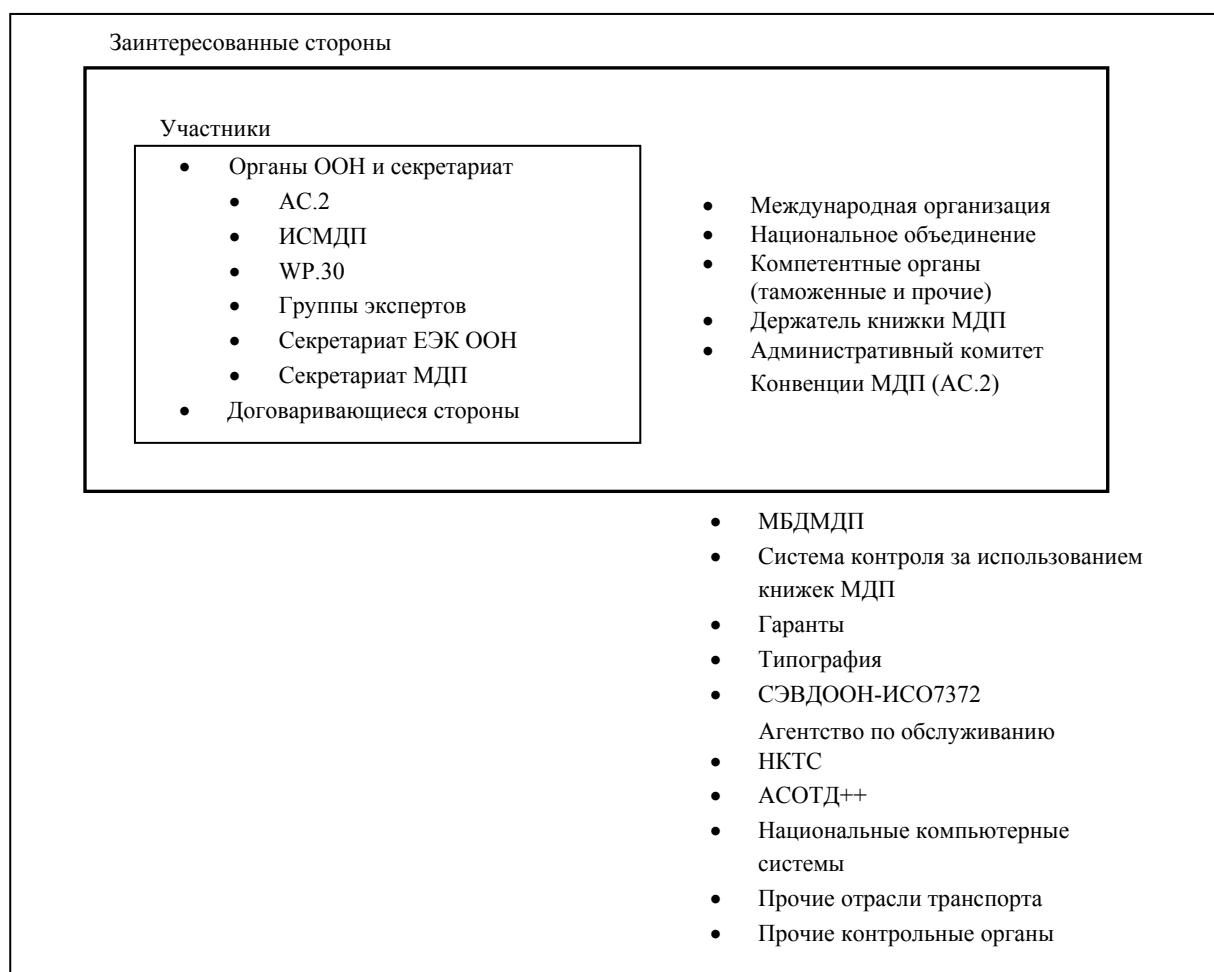 Заинтересованные стороны
Участники
• Органы ООН и секретариат
• АС.2
• ИСМДП
• WP.30
• Группы экспертов
• Секретариат ЕЭК ООН
• Секретариат МДП
• Договаривающиеся стороны
• Международная организация
• Национальное объединение
• Компетентные органы
(таможенные и прочие)
• Держатель книжки МДП
• Административный комитет
Конвенции МДП (АС.2)
• МБДМДП
• Система контроля за использованием
книжек МДП
• Гаранты
• Типография
• СЭВДООН-ИСО7372
Агентство по обслуживанию
• НКТС
• АСОТД++
• Национальные компьютерные
системы
• Прочие отрасли транспорта
• Прочие контрольные органы